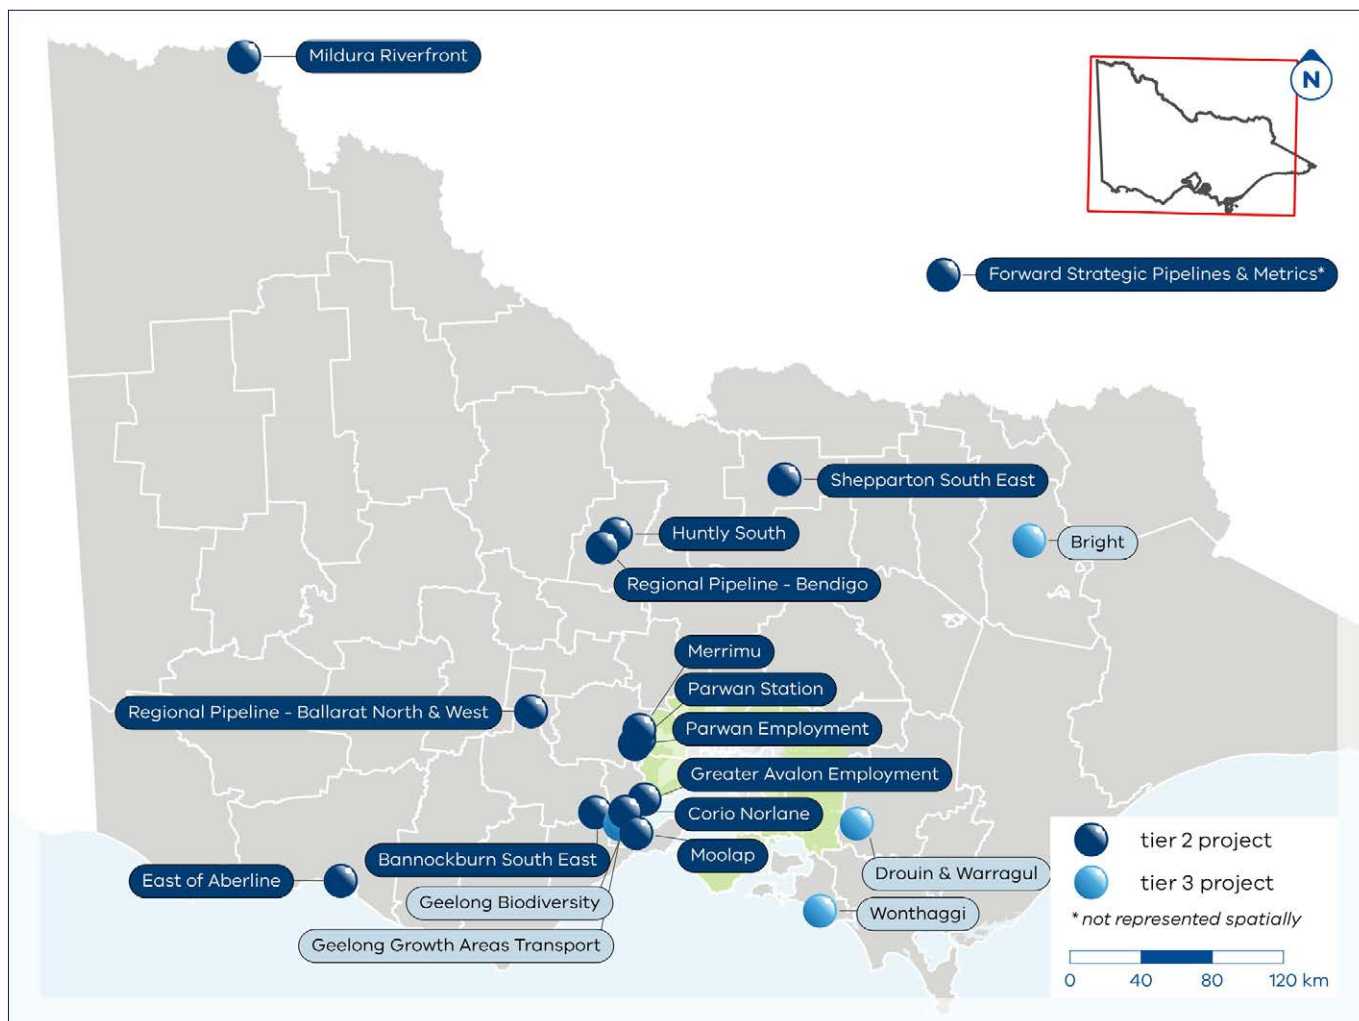 Mildura Riverfront
N
Forward Strategic Pipelines & Metrics*
Shepparton South East
Huntly South
Bright
Regional Pipeline - Bendigo
Merrimu
Parwan Station
Regional Pipeline - Ballarat North & West
Parwan Employment
Greater Avalon Employment
Corio Norlane
Bannockburn South East
Moolap
East of Aberline
Drouin & Warragul
Geelong Biodiversity
Wonthaggi
Geelong Growth Areas Transport
tier 2 project
tier 3 project
* not represented spatially
0 40 80 120 km